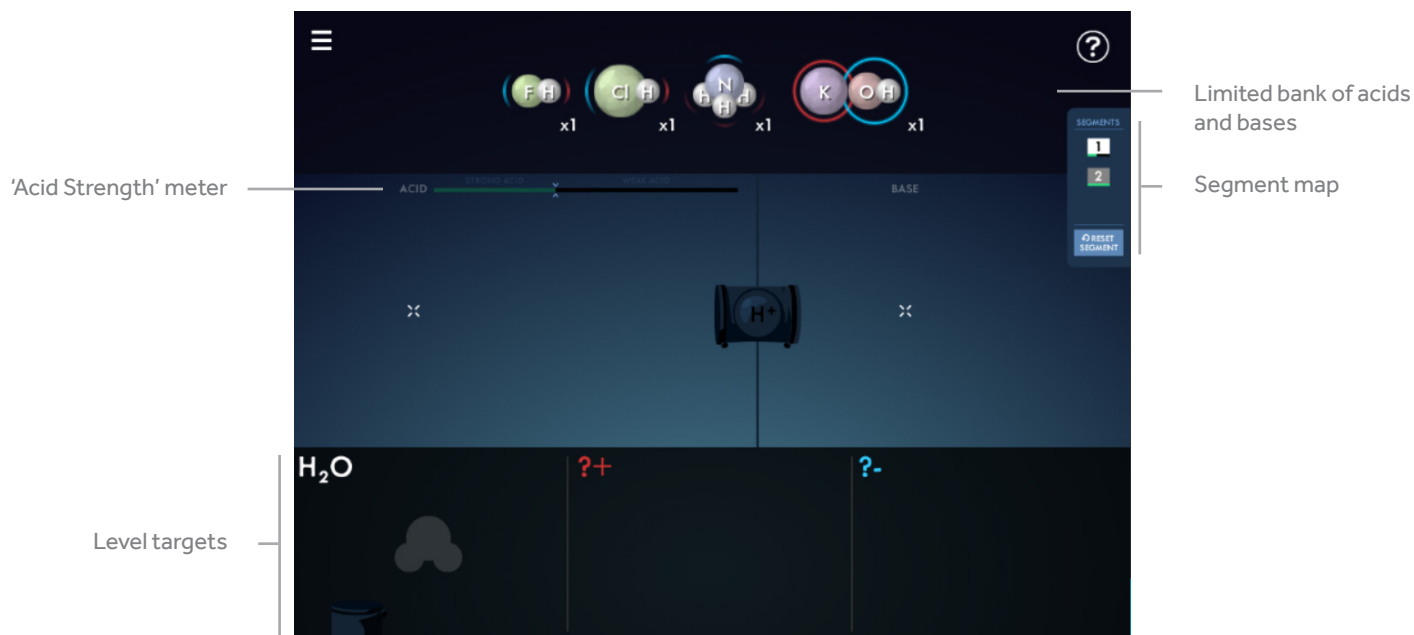 F H
x1
Cl H
x1
N
H H H
x1
K O H
x1
?
Limited bank of acids
and bases
SEGMENTS
1
2
RESET
SEGMENT
Segment map
'Acid Strength' meter
ACID
STRONG ACID
WEAK ACID
BASE
H⁺
Level targets
H₂O
?+
?-